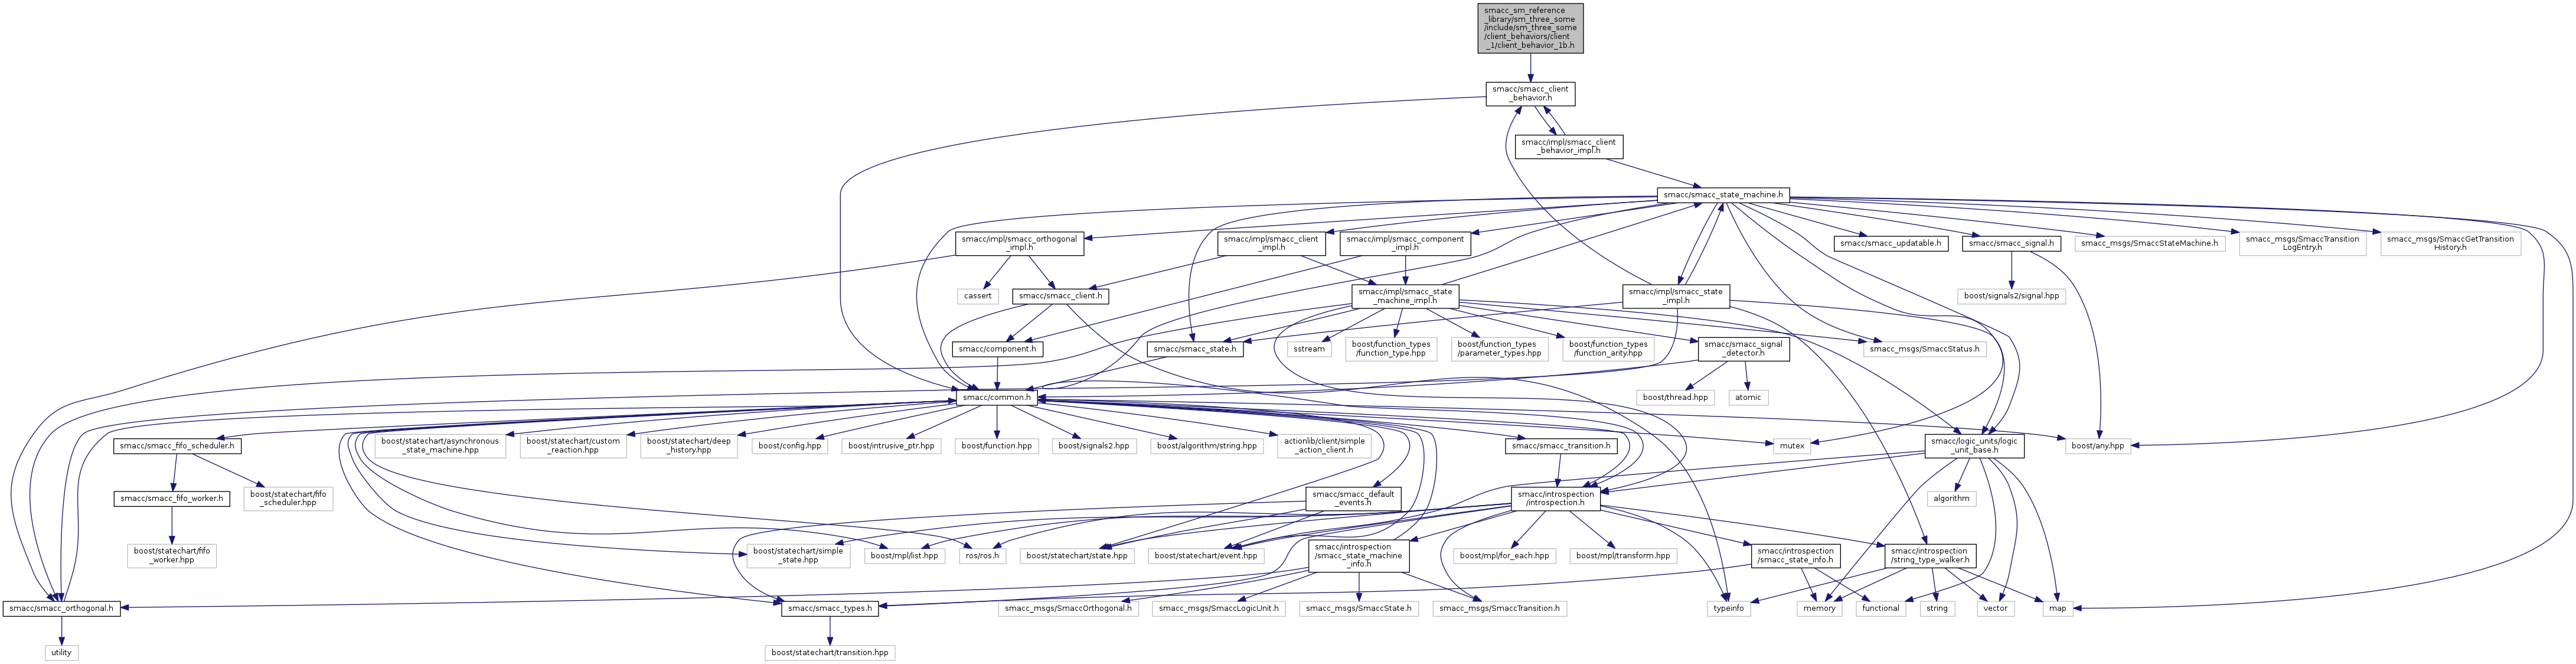 smacc_sm_reference
_library/sm_three_some
/include/sm_three_some
/client_behaviors/client
_1/client_behavior_1b.h
smacc/smacc_client
_behavior.h
smacc/impl/smacc_client
_behavior_impl.h
smacc/smacc_state_machine.h
smacc/impl/smacc_orthogonal
_impl.h
smacc/impl/smacc_client
_impl.h
smacc/impl/smacc_component
_impl.h
smacc/smacc_updatable.h
smacc/smacc_signal.h
smacc_msgs/SmaccStateMachine.h
smacc_msgs/SmaccTransition
LogEntry.h
smacc_msgs/SmaccGetTransition
History.h
cassert
smacc/smacc_client.h
smacc/impl/smacc_state
_machine_impl.h
smacc/impl/smacc_state
_impl.h
boost/signals2/signal.hpp
smacc/component.h
smacc/smacc_state.h
sstream
boost/function_types
/function_type.hpp
boost/function_types
/parameter_types.hpp
boost/function_types
/function_arity.hpp
smacc/smacc_signal
_detector.h
smacc_msgs/SmaccStatus.h
smacc/common.h
boost/thread.hpp
atomic
smacc/smacc_fifo_scheduler.h
boost/statechart/asynchronous
_state_machine.hpp
boost/statechart/custom
_reaction.hpp
boost/statechart/deep
_history.hpp
boost/config.hpp
boost/intrusive_ptr.hpp
boost/function.hpp
boost/signals2.hpp
boost/algorithm/string.hpp
actionlib/client/simple
_action_client.h
smacc/smacc_transition.h
mutex
smacc/logic_units/logic
_unit_base.h
boost/any.hpp
smacc/smacc_fifo_worker.h
boost/statechart/fifo
_scheduler.hpp
smacc/smacc_default
_events.h
smacc/introspection
/introspection.h
algorithm
boost/statechart/fifo
_worker.hpp
boost/statechart/simple
_state.hpp
boost/mpl/list.hpp
ros/ros.h
boost/statechart/state.hpp
boost/statechart/event.hpp
smacc/introspection
/smacc_state_machine
_info.h
boost/mpl/for_each.hpp
boost/mpl/transform.hpp
smacc/introspection
/smacc_state_info.h
smacc/introspection
/string_type_walker.h
smacc/smacc_orthogonal.h
smacc/smacc_types.h
smacc_msgs/SmaccOrthogonal.h
smacc_msgs/SmaccLogicUnit.h
smacc_msgs/SmaccState.h
smacc_msgs/SmaccTransition.h
typeinfo
memory
functional
string
vector
map
utility
boost/statechart/transition.hpp